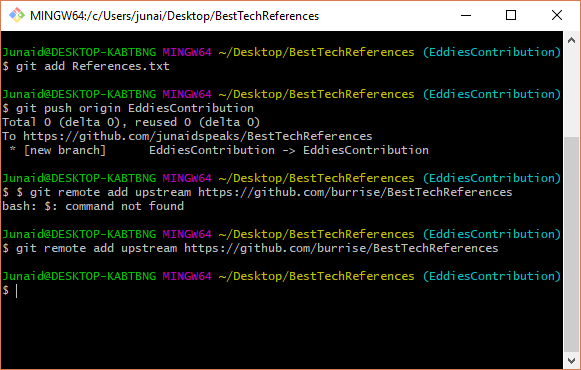 MINGW64:/c/Users/junai/Desktop/BestTechReferences
Junaid@DESKTOP-KABTBNG MINGW64 ~/Desktop/BestTechReferences (EddiesContribution)
$ git add References.txt
Junaid@DESKTOP-KABTBNG MINGW64 ~/Desktop/BestTechReferences (EddiesContribution)
$ git push origin EddiesContribution
Total 0 (delta 0), reused 0 (delta 0)
To https://github.com/junaidspeaks/BestTechReferences
 * [new branch]      EddiesContribution -> EddiesContribution
Junaid@DESKTOP-KABTBNG MINGW64 ~/Desktop/BestTechReferences (EddiesContribution)
$ $ git remote add upstream https://github.com/burrise/BestTechReferences
bash: $: command not found
Junaid@DESKTOP-KABTBNG MINGW64 ~/Desktop/BestTechReferences (EddiesContribution)
$ git remote add upstream https://github.com/burrise/BestTechReferences
Junaid@DESKTOP-KABTBNG MINGW64 ~/Desktop/BestTechReferences (EddiesContribution)
$